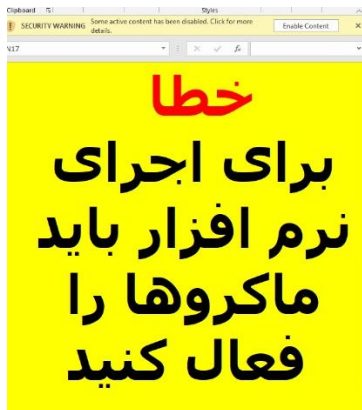 Clipboard
Styles
SECURITY WARNING Some active content has been disabled. Click for more details.
Enable Content
N17
fx
خطا
برای اجرای
نرم افزار باید
ماکروها را
فعال کنید